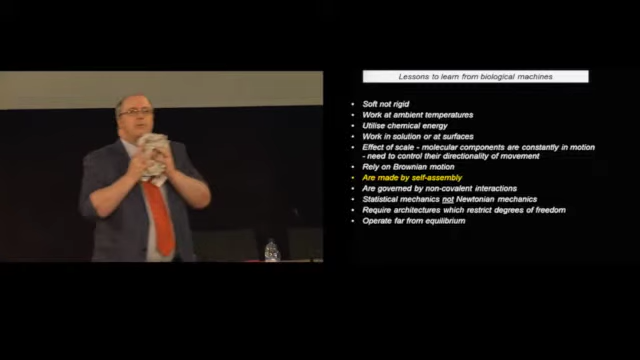 Lessons to learn from biological machines
• Soft not rigid
• Work at ambient temperatures
• Utilise chemical energy
• Work in solution or at surfaces
• Effect of scale - molecular components are constantly in motion
- need to control their directionality of movement
• Rely on Brownian motion
• Are made by self-assembly
• Are governed by non-covalent interactions
• Statistical mechanics not Newtonian mechanics
• Require architectures which restrict degrees of freedom
• Operate far from equilibrium